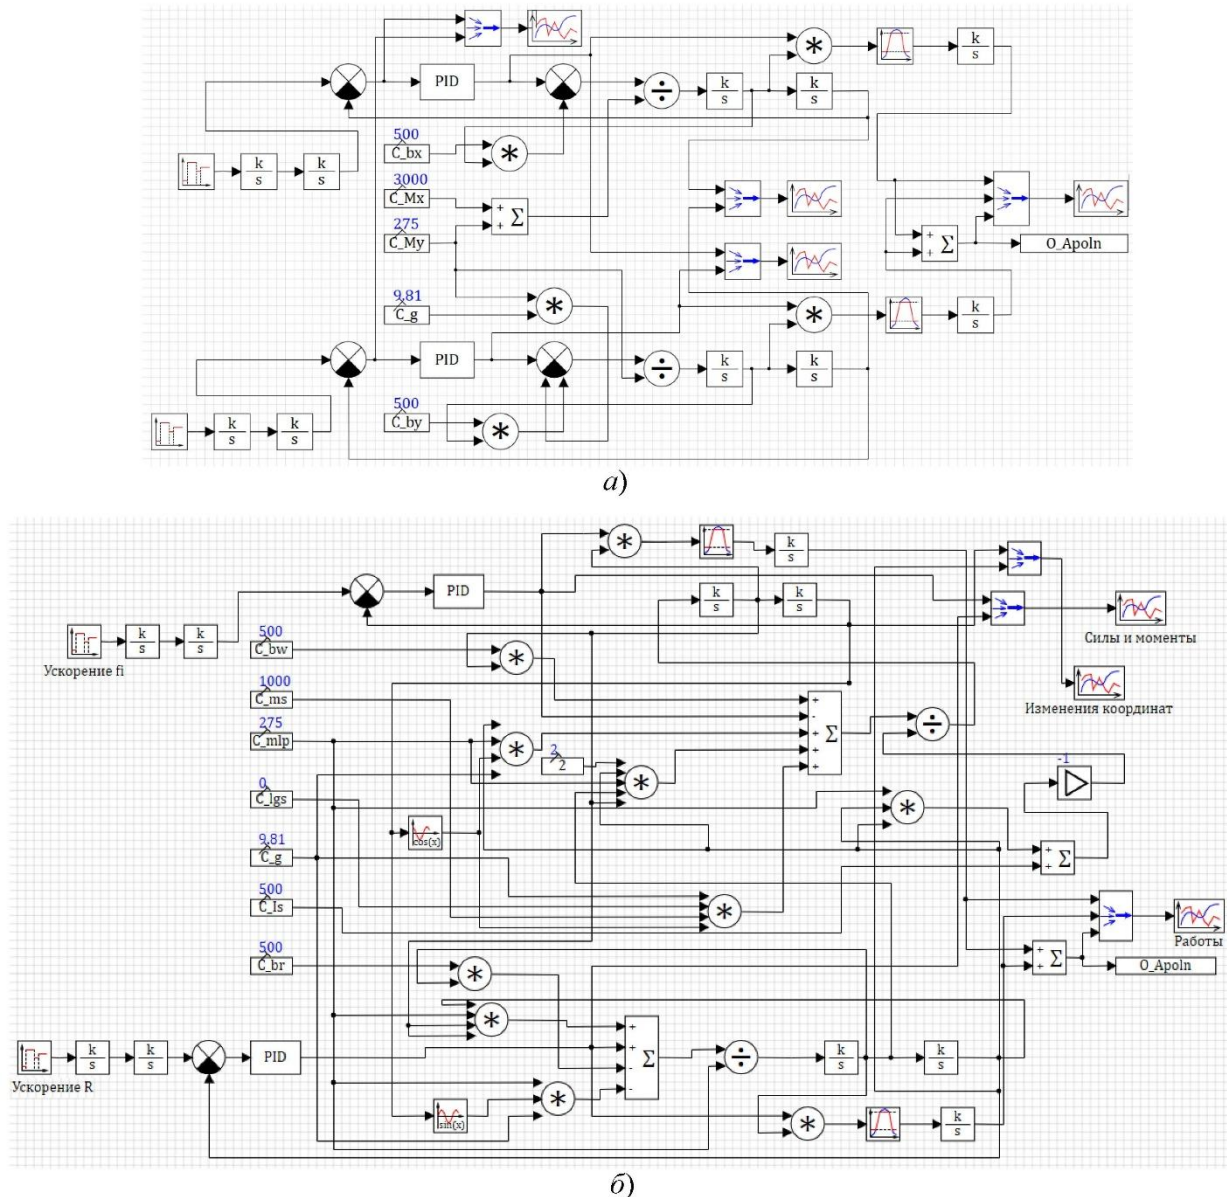 PID
k
s
k
s
k
s
500
C_bx
k
s
k
s
3000
C_Mx
+
+
Σ
275
C_My
+
+
Σ
O_Apoln
9,81
C_g
k
s
PID
k
s
k
s
500
C_by
k
s
k
s
а)
k
s
PID
k
s
k
s
k
s
k
s
Ускорение fi
500
C_bw
Силы и моменты
1000
C_ms
Изменения координат
275
C_mlp
+
-
+
+
+
Σ
2
2
-1
0
C_lgs
cos(x)
9,81
C_g
+
+
Σ
500
C_Is
Работы
500
C_br
+
+
Σ
O_Apoln
k
s
k
s
PID
+
+
-
-
Σ
k
s
k
s
Ускорение R
sin(x)
k
s
б)